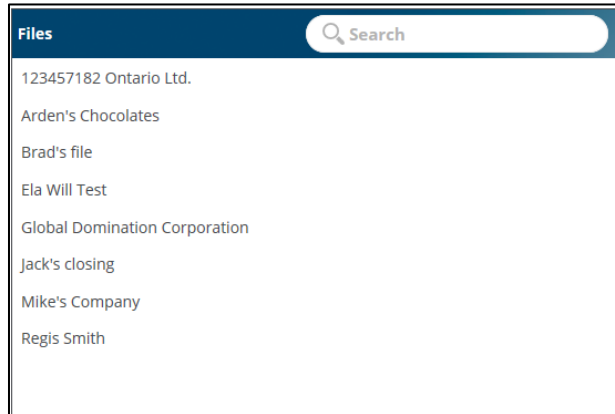 Files
Search
123457182 Ontario Ltd.
Arden's Chocolates
Brad's file
Ela Will Test
Global Domination Corporation
Jack's closing
Mike's Company
Regis Smith